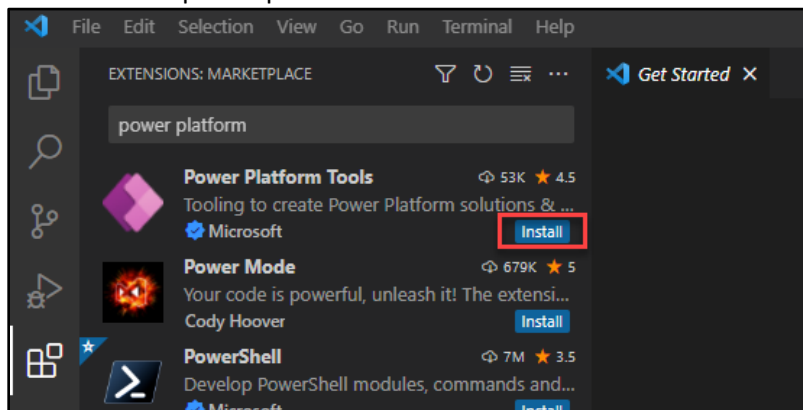 File Edit Selection View Go Run Terminal Help
EXTENSIONS: MARKETPLACE
Get Started
power platform
Power Platform Tools 53K 4.5
Tooling to create Power Platform solutions & ...
Microsoft Install
Power Mode 679K 5
Your code is powerful, unleash it! The extensi...
Cody Hoover Install
PowerShell 7M 3.5
Develop PowerShell modules, commands and...
Microsoft Install